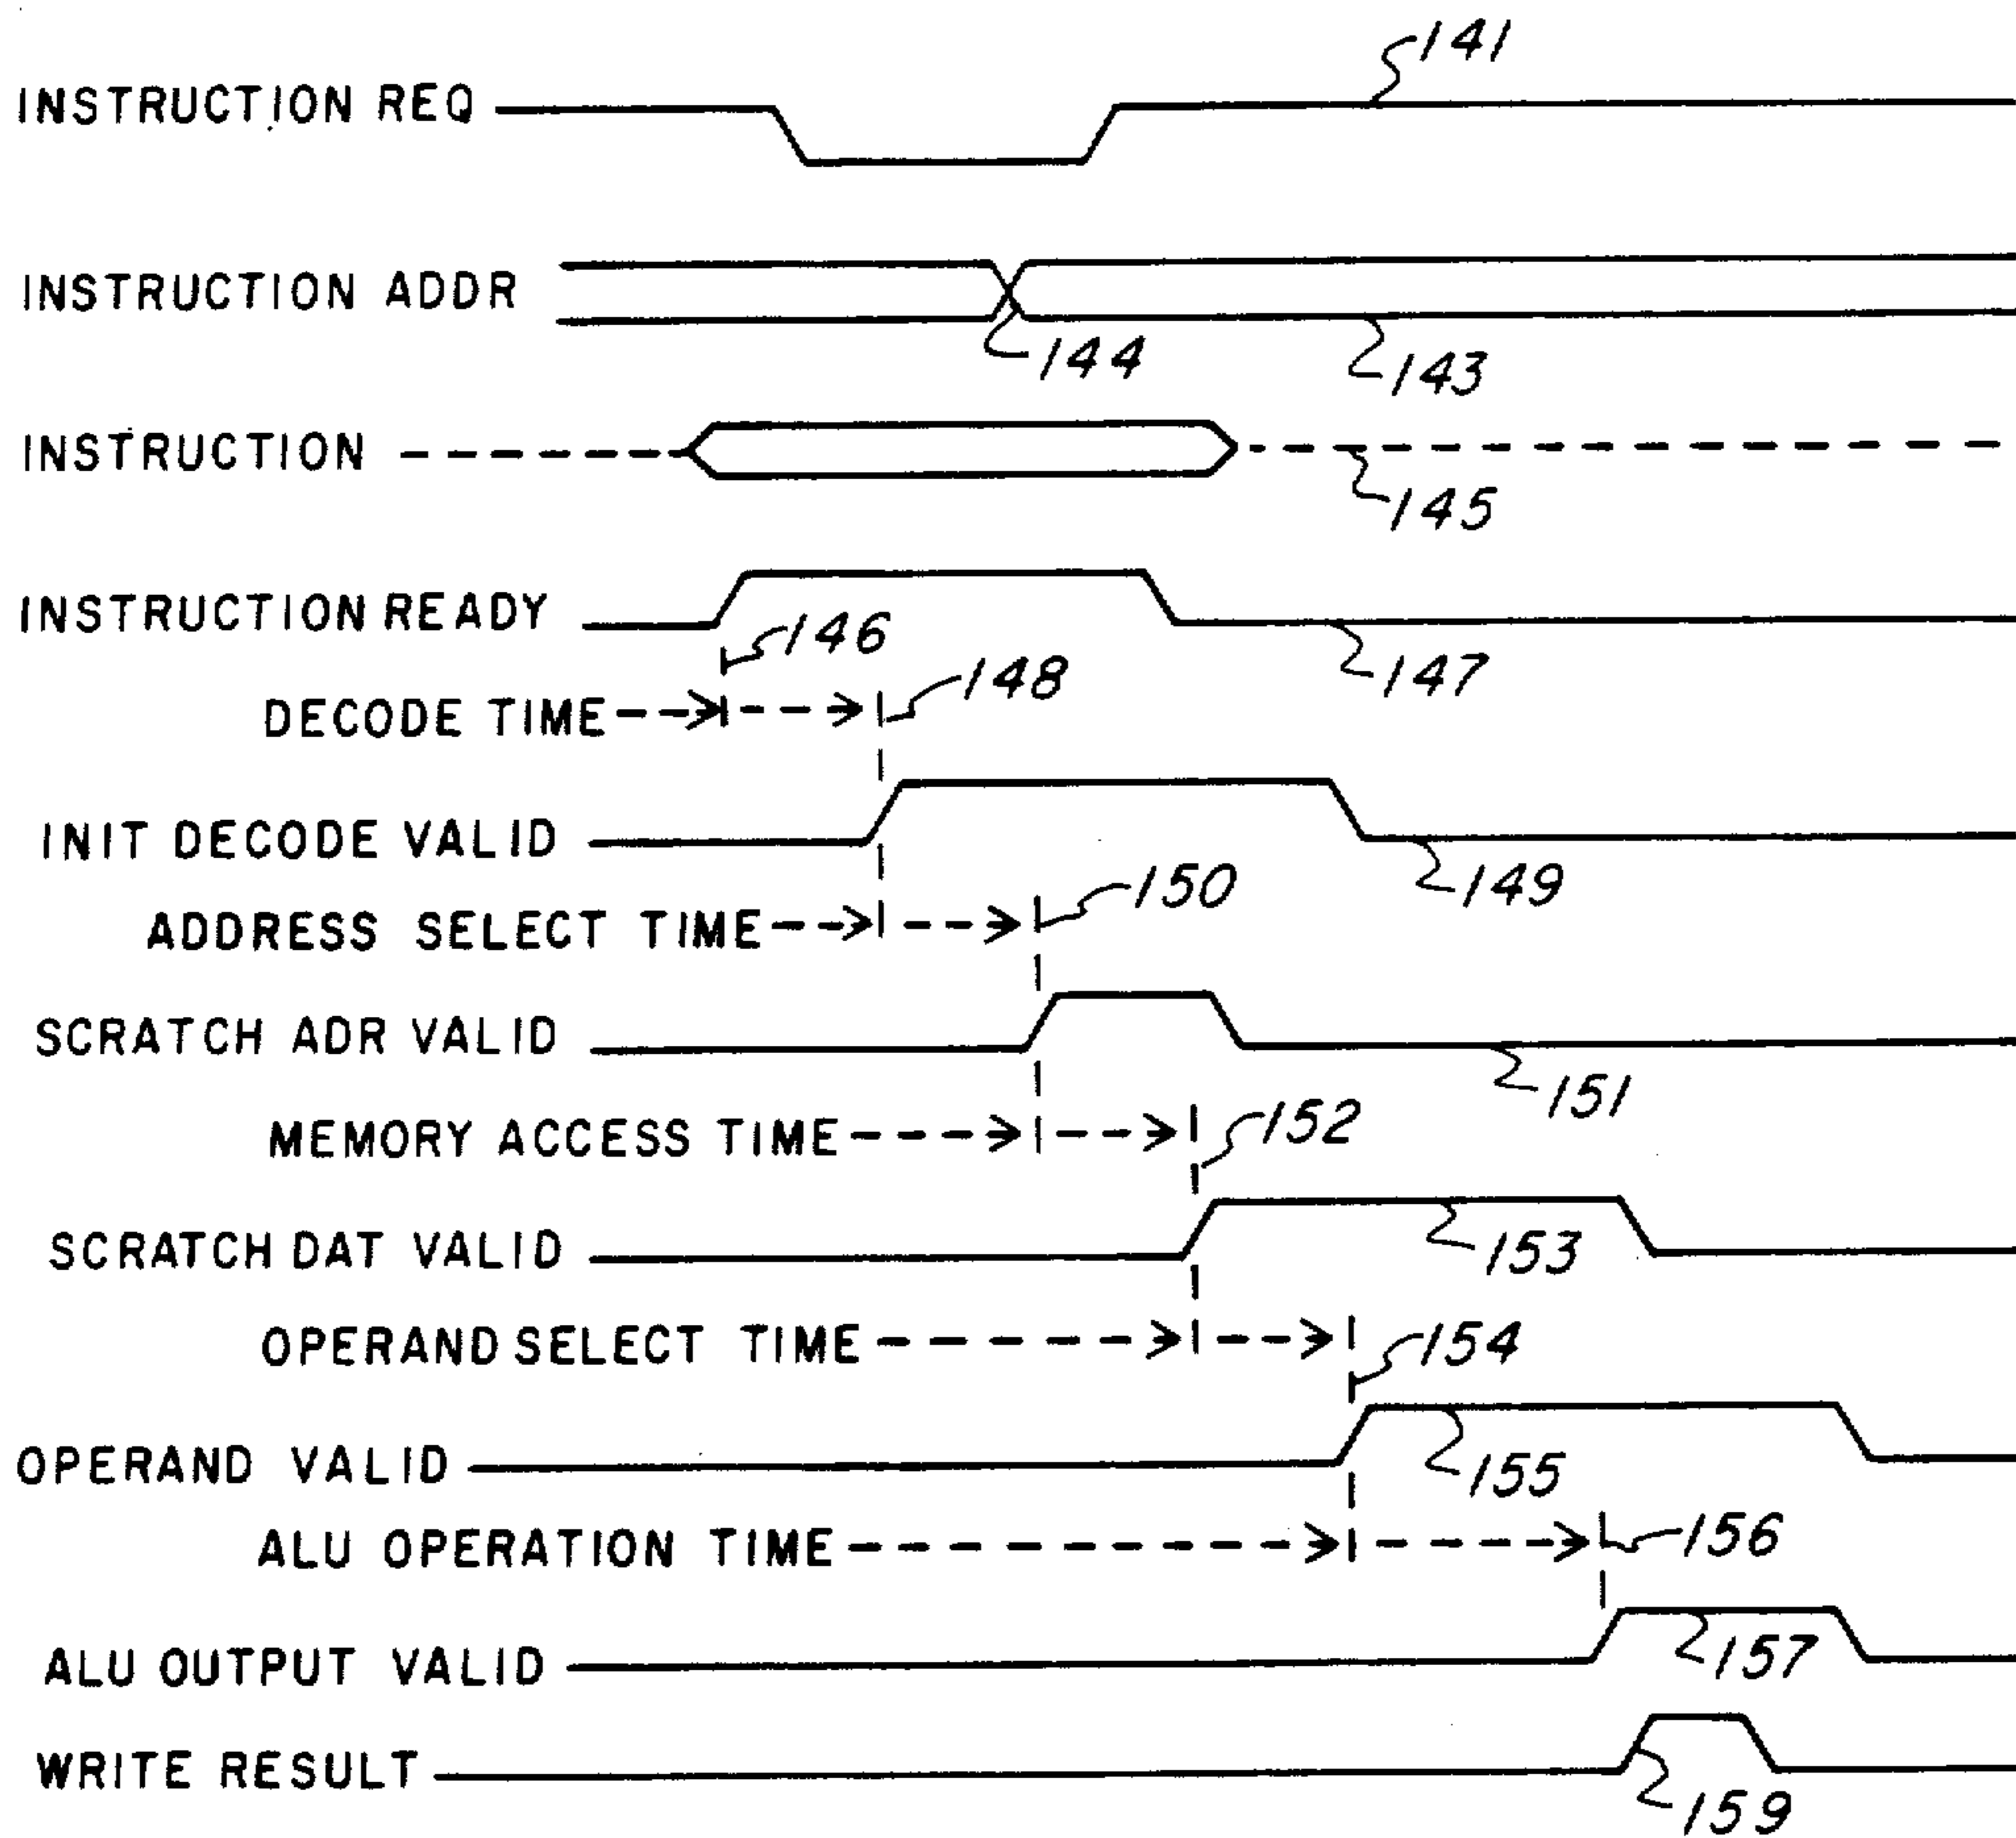 141
INSTRUCTION REQ
INSTRUCTION ADDR
144
143
INSTRUCTION
145
INSTRUCTION READY
146
147
148
DECODE TIME
INIT DECODE VALID
149
150
ADDRESS SELECT TIME
SCRATCH ADR VALID
151
152
MEMORY ACCESS TIME
SCRATCH DAT VALID
153
OPERAND SELECT TIME
154
OPERAND VALID
155
ALU OPERATION TIME
156
ALU OUTPUT VALID
157
WRITE RESULT
159